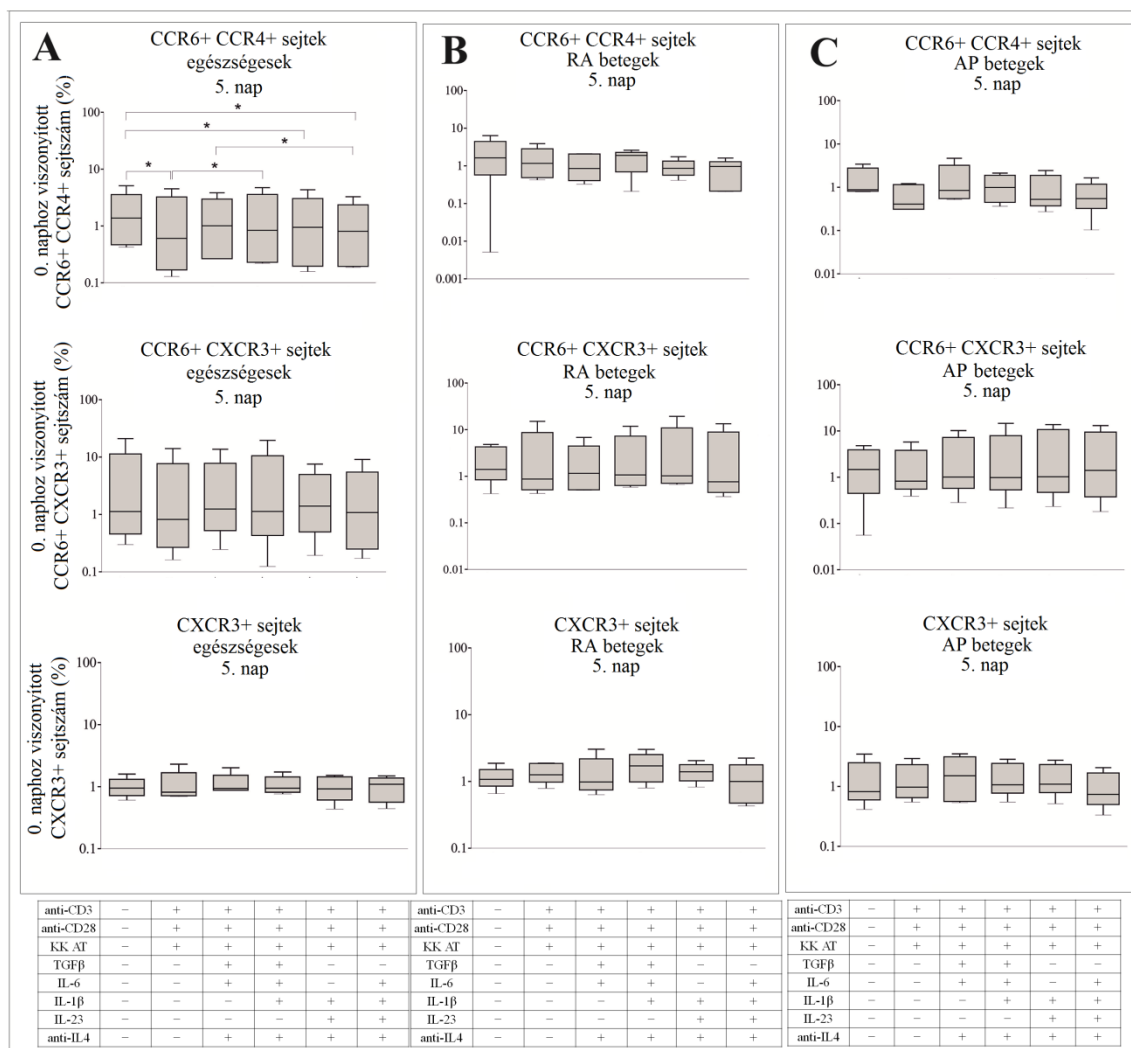 A
CCR6+ CCR4+ sejtek
egészségesek
5. nap
0. naphoz viszonyított
CCR6+ CCR4+ sejtszám (%)
100
10
1
0.1
* * * * *
CCR6+ CXCR3+ sejtek
egészségesek
5. nap
0. naphoz viszonyított
CCR6+ CXCR3+ sejtszám (%)
100
10
1
0.1
CXCR3+ sejtek
egészségesek
5. nap
0. naphoz viszonyított
CXCR3+ sejtszám (%)
100
10
1
0.1
anti-CD3 – + + + + +
anti-CD28 – + + + + +
KK AT – + + + + +
TGFβ – – + + – –
IL-6 – – + + – +
IL-1β – – – + + +
IL-23 – – – – + +
anti-IL4 – – + + + +
B
CCR6+ CCR4+ sejtek
RA betegek
5. nap
100
10
1
0.1
0.01
0.001
CCR6+ CXCR3+ sejtek
RA betegek
5. nap
100
10
1
0.1
0.01
CXCR3+ sejtek
RA betegek
5. nap
100
10
1
0.1
anti-CD3 – + + + + +
anti-CD28 – + + + + +
KK AT – + + + + +
TGFβ – – + + – –
IL-6 – – + + – +
IL-1β – – – + + +
IL-23 – – – – + +
anti-IL4 – – + + + +
C
CCR6+ CCR4+ sejtek
AP betegek
5. nap
100
10
1
0.1
0.01
CCR6+ CXCR3+ sejtek
AP betegek
5. nap
100
10
1
0.1
0.01
CXCR3+ sejtek
AP betegek
5. nap
100
10
1
0.1
anti-CD3 – + + + + +
anti-CD28 – + + + + +
KK AT – + + + + +
TGFβ – – + + – –
IL-6 – – + + – +
IL-1β – – – + + +
IL-23 – – – – + +
anti-IL4 – – + + + +